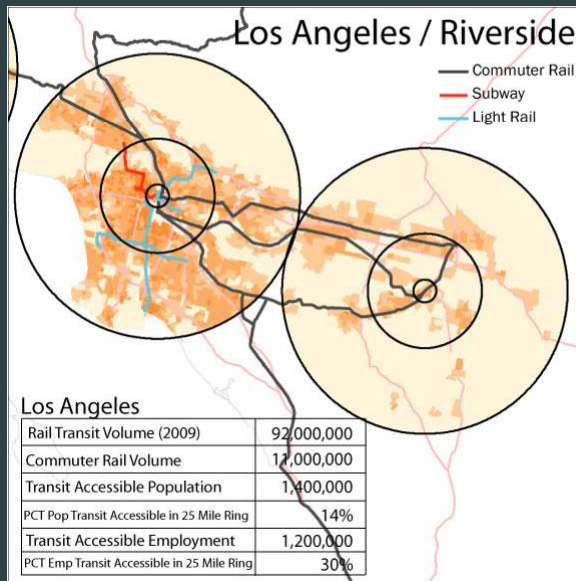 Los Angeles / Riverside
Commuter Rail
Subway
Light Rail
Los Angeles
Rail Transit Volume (2009) 92,000,000
Commuter Rail Volume 11,000,000
Transit Accessible Population 1,400,000
PCT Pop Transit Accessible in 25 Mile Ring 14%
Transit Accessible Employment 1,200,000
PCT Emp Transit Accessible in 25 Mile Ring 30%